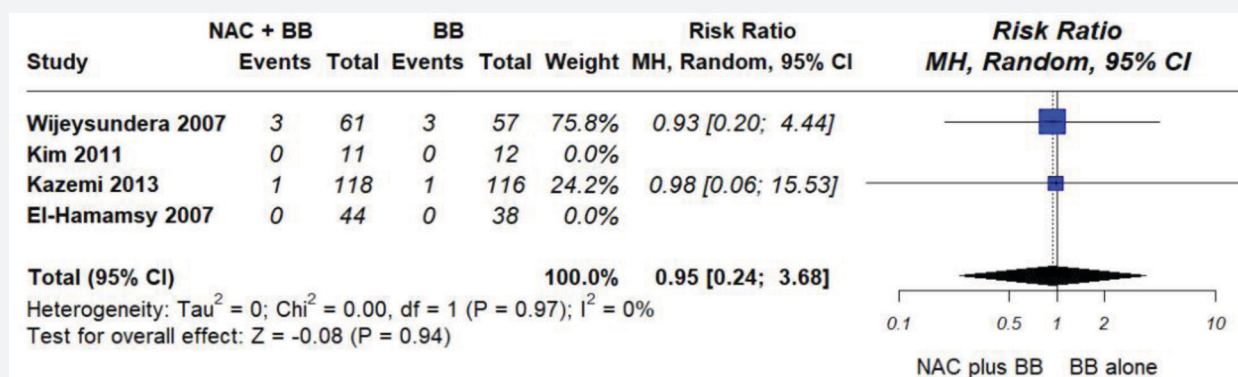 NAC + BB BB Risk Ratio Risk Ratio
Study Events Total Events Total Weight MH, Random, 95% CI MH, Random, 95% CI
Wijeysundera 2007 3 61 3 57 75.8% 0.93 [0.20; 4.44]
Kim 2011 0 11 0 12 0.0%
Kazemi 2013 1 118 1 116 24.2% 0.98 [0.06; 15.53]
El-Hamamsy 2007 0 44 0 38 0.0%
Total (95% CI) 100.0% 0.95 [0.24; 3.68]
Heterogeneity: Tau² = 0; Chi² = 0.00, df = 1 (P = 0.97); I² = 0%
Test for overall effect: Z = -0.08 (P = 0.94)
0.1 0.5 1 2 10
NAC plus BB BB alone